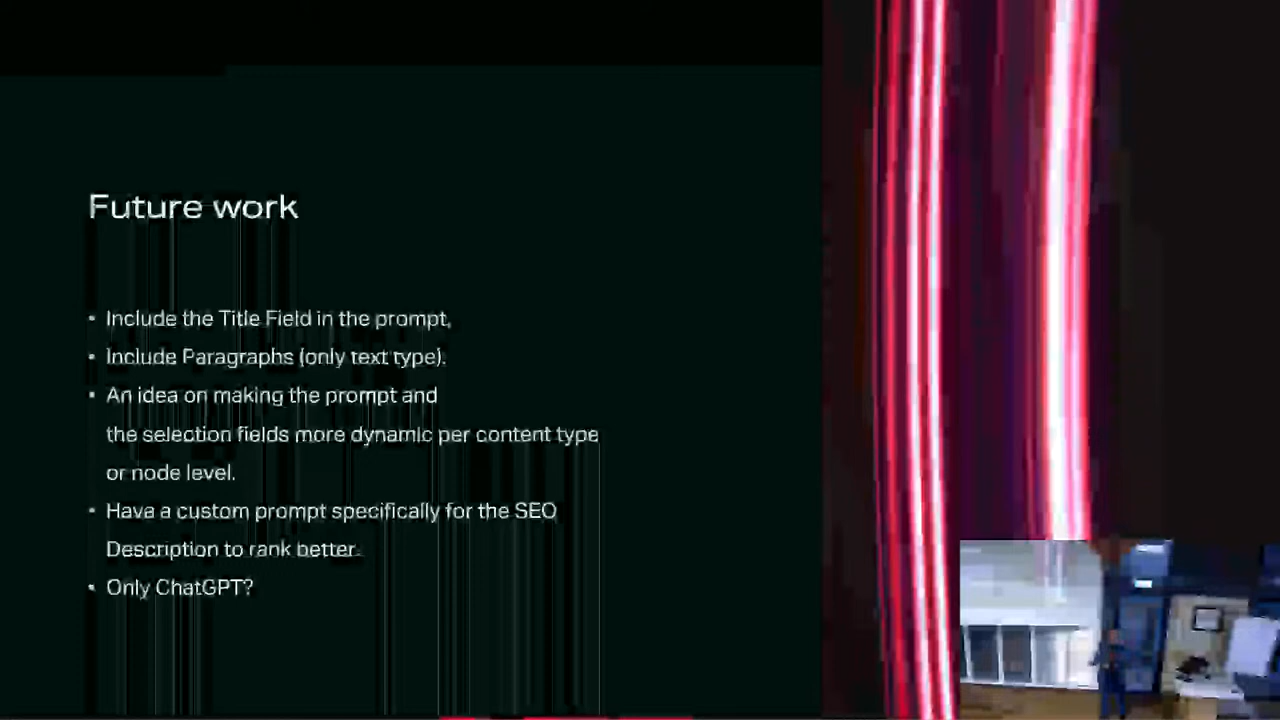 Future work
• Include the Title Field in the prompt,
• Include Paragraphs (only text type).
• An idea on making the prompt and
the selection fields more dynamic per content type
or node level.
• Hava a custom prompt specifically for the SEO
Description to rank better.
• Only ChatGPT?